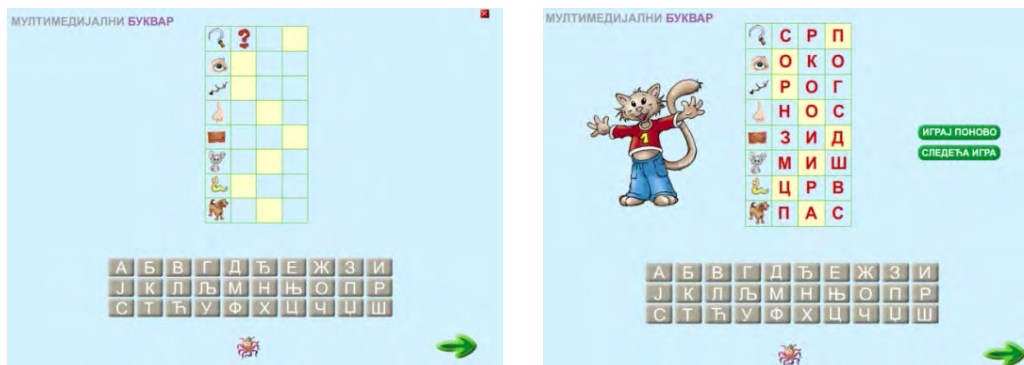 МУЛТИМЕДИЈАЛНИ БУКВАР
?
А Б В Г Д Ђ Е Ж З И
Ј К Л Љ М Н Њ О П Р
С Т Ћ У Ф Х Ц Ч Џ Ш
МУЛТИМЕДИЈАЛНИ БУКВАР
С Р П
О К О
Р О Г
Н О С
З И Д
М И Ш
Ц Р В
П А С
1
ИГРАЈ ПОНОВО
СЛЕДЕЋА ИГРА
А Б В Г Д Ђ Е Ж З И
Ј К Л Љ М Н Њ О П Р
С Т Ћ У Ф Х Ц Ч Џ Ш